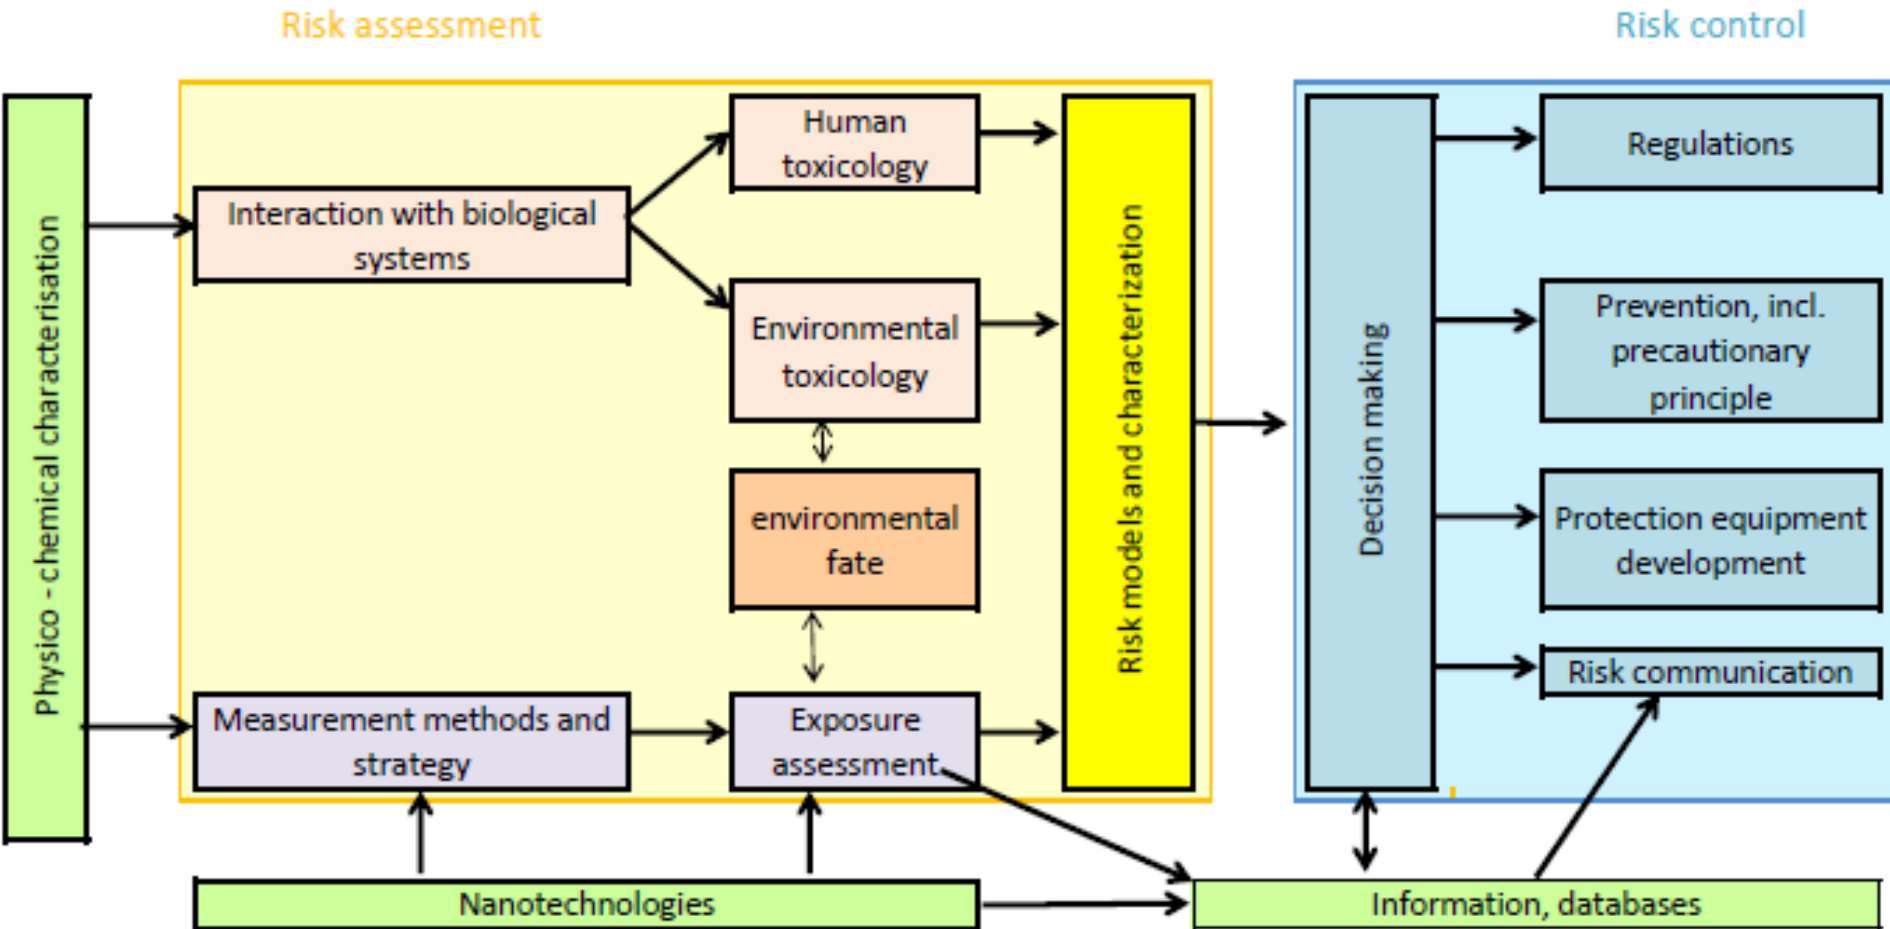 Risk assessment
Risk control
Physico - chemical characterisation
Interaction with biological
systems
Human
toxicology
Environmental
toxicology
environmental
fate
Measurement methods and
strategy
Exposure
assessment
Risk models and characterization
Decision making
Regulations
Prevention, incl.
precautionary
principle
Protection equipment
development
Risk communication
Nanotechnologies
Information, databases